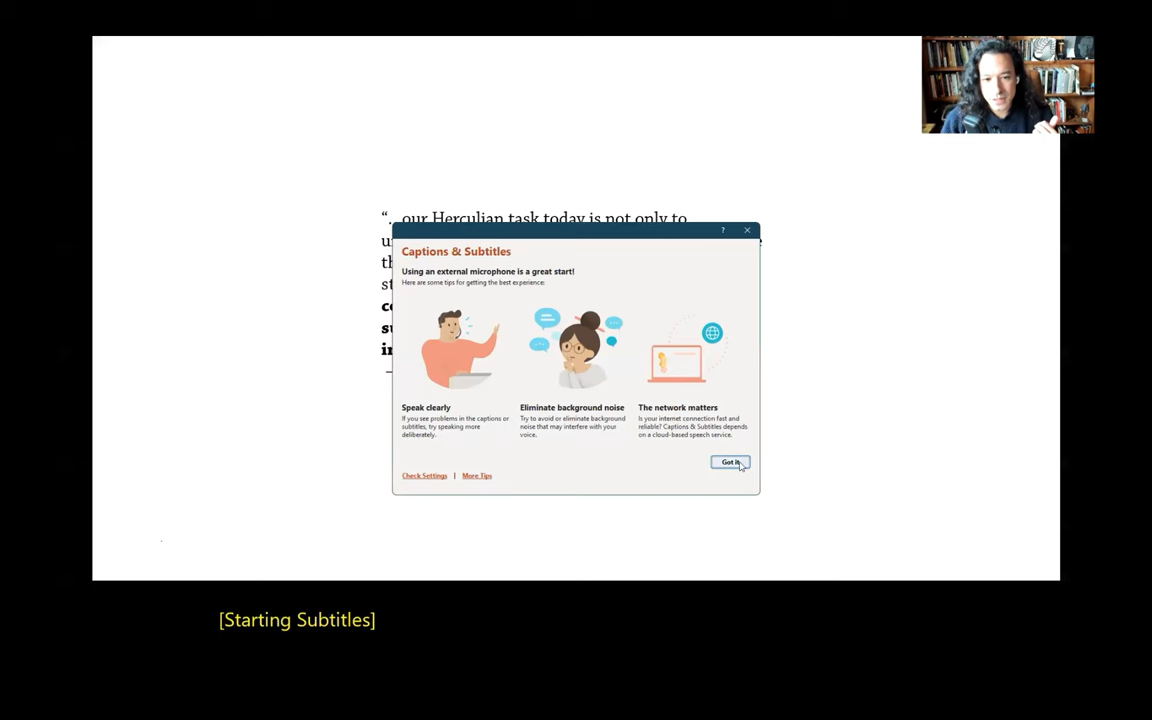 “… our Herculian task today is not only to
Captions & Subtitles
Using an external microphone is a great start!
Here are some tips for getting the best experience:
Speak clearly
If you see problems in the captions or
subtitles, try speaking more
deliberately.
Eliminate background noise
Try to avoid or eliminate background
noise that may interfere with your
voice.
The network matters
Is your internet connection fast and
reliable? Captions & Subtitles depends
on a cloud-based speech service.
Got it
Check Settings | More Tips
[Starting Subtitles]